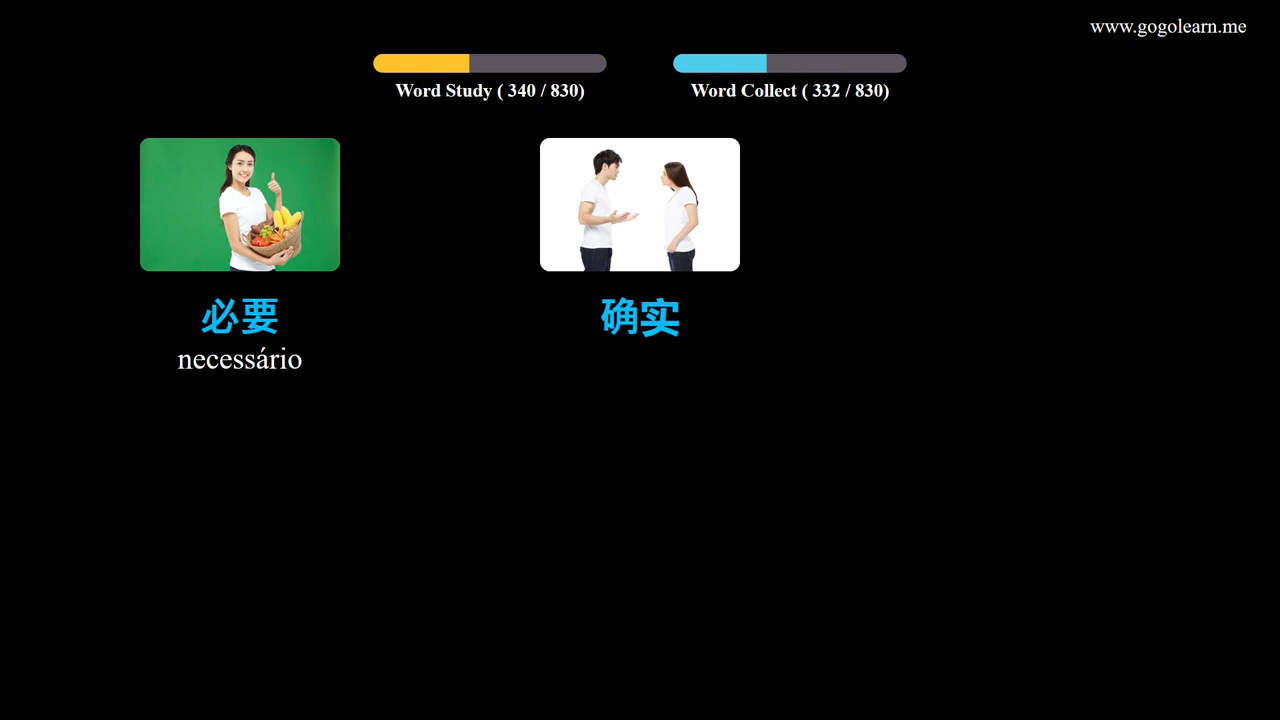 www.gogolearn.me
Word Study ( 340 / 830)
Word Collect ( 332 / 830)
必要
necessário
确实